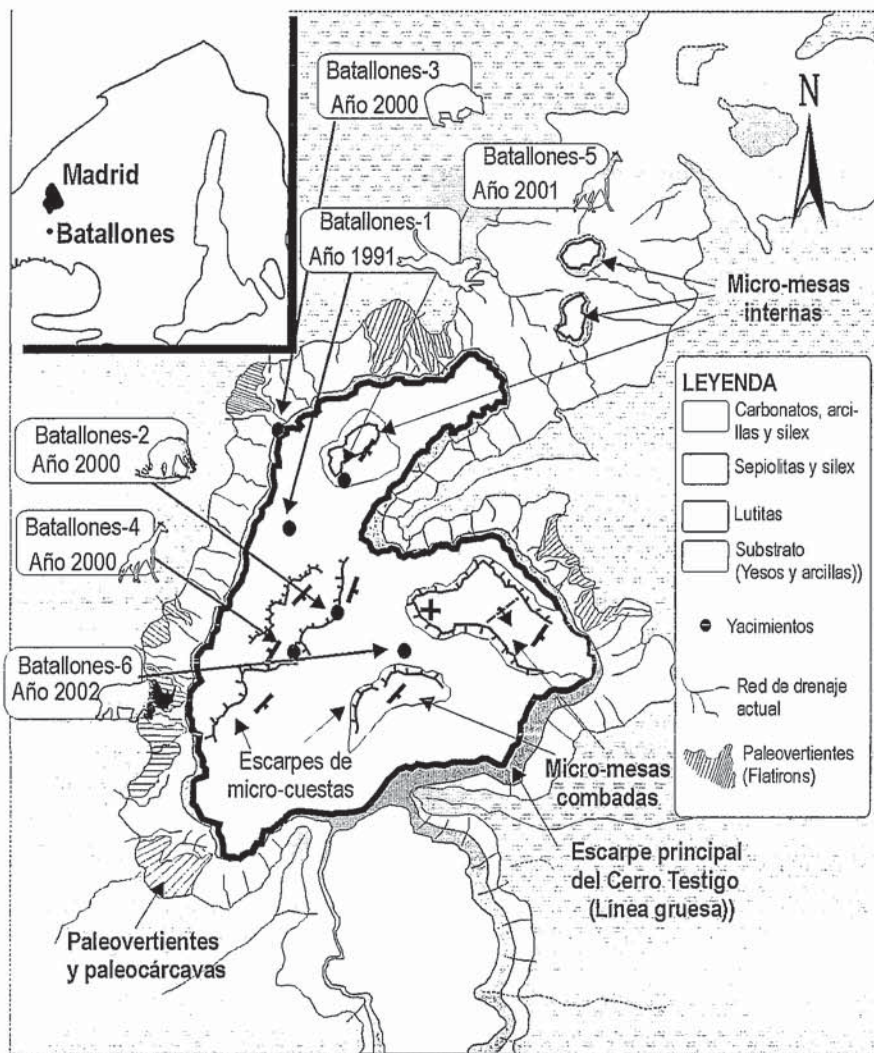 Madrid
Batallones
Batallones-3
Año 2000
Batallones-5
Año 2001
N
Batallones-1
Año 1991
Micro-mesas
internas
LEYENDA
Carbonatos, arci-
llas y silex
Sepiolitas y silex
Lutitas
Substrato
(Yesos y arcillas))
Yacimientos
Red de drenaje
actual
Paleovertientes
(Flatirons)
Batallones-2
Año 2000
Batallones-4
Año 2000
Batallones-6
Año 2002
Escarpes de
micro-cuestas
Micro-mesas
combadas
Escarpe principal
del Cerro Testigo
(Linea gruesa))
Paleovertientes
y paleocárcavas